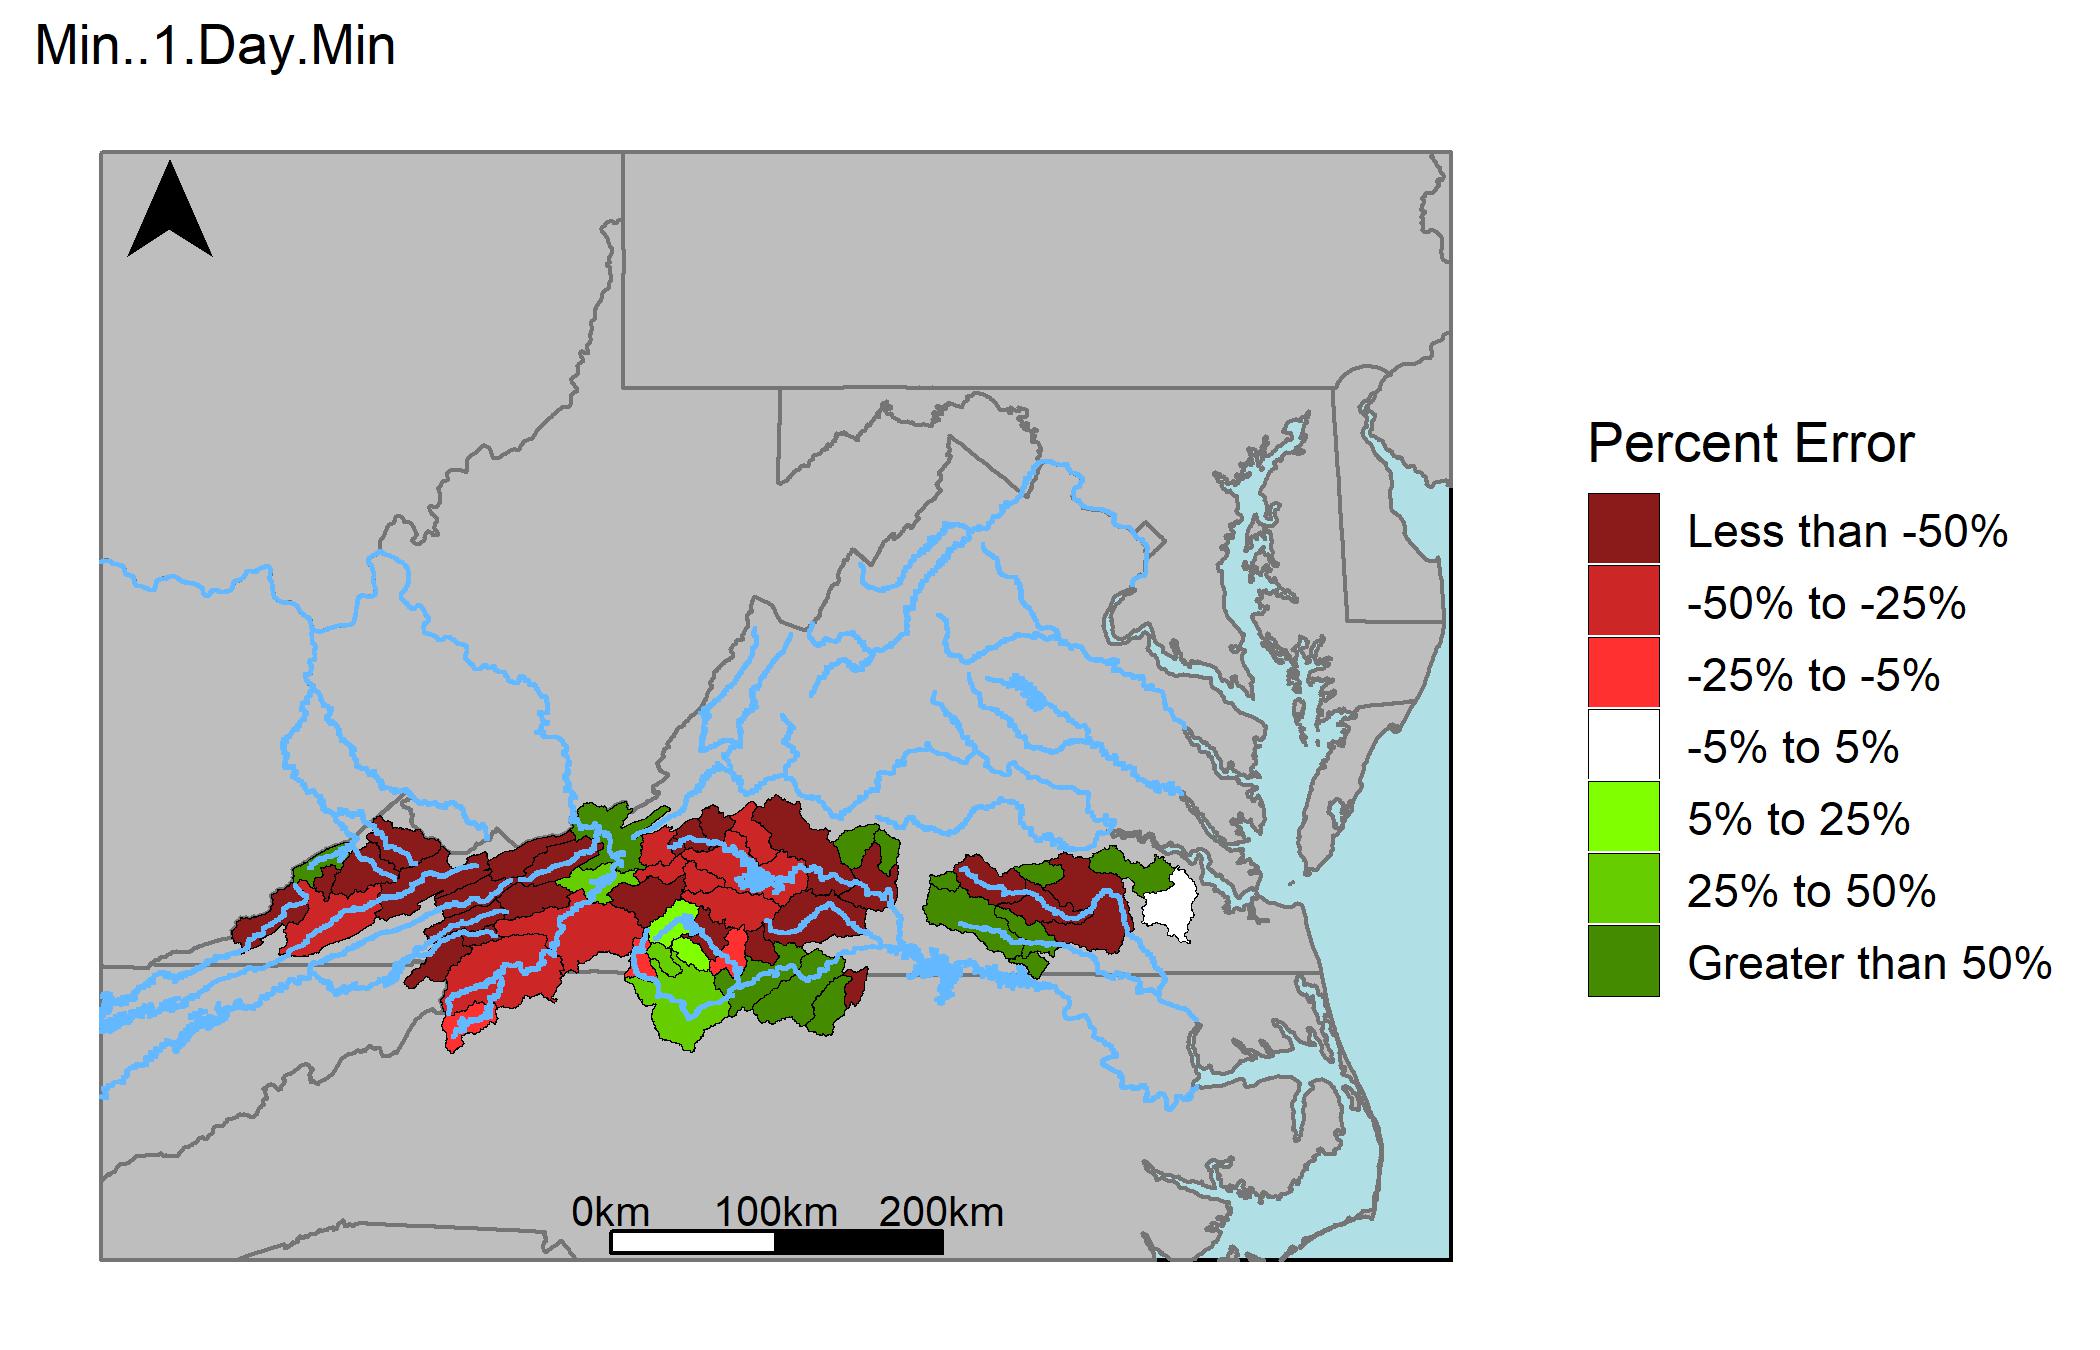 Min..1.Day.Min
Percent Error
Less than -50%
-50% to -25%
-25% to -5%
-5% to 5%
5% to 25%
25% to 50%
Greater than 50%
0km 100km 200km